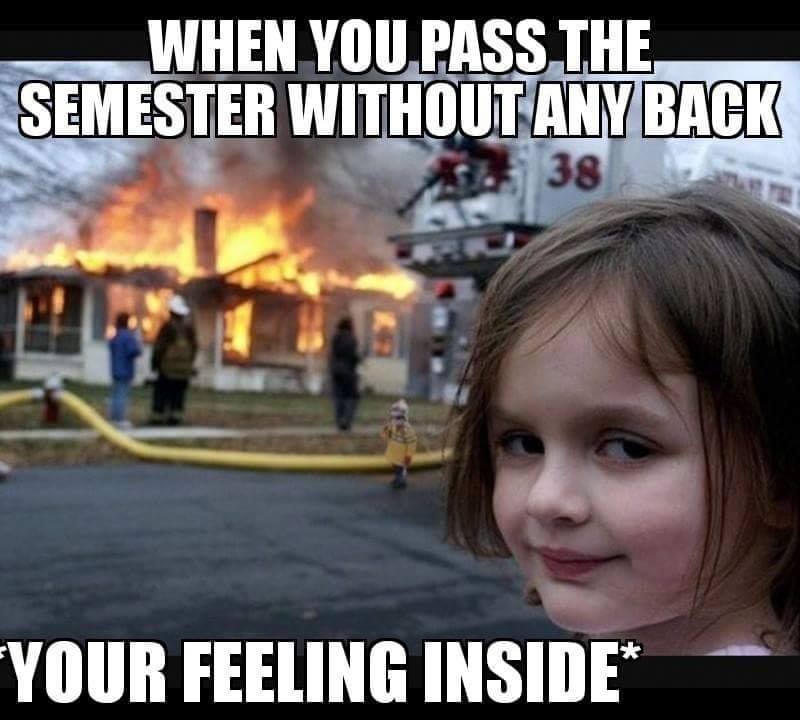 WHEN YOU PASS THE
SEMESTER WITHOUT ANY BACK
38
*YOUR FEELING INSIDE*